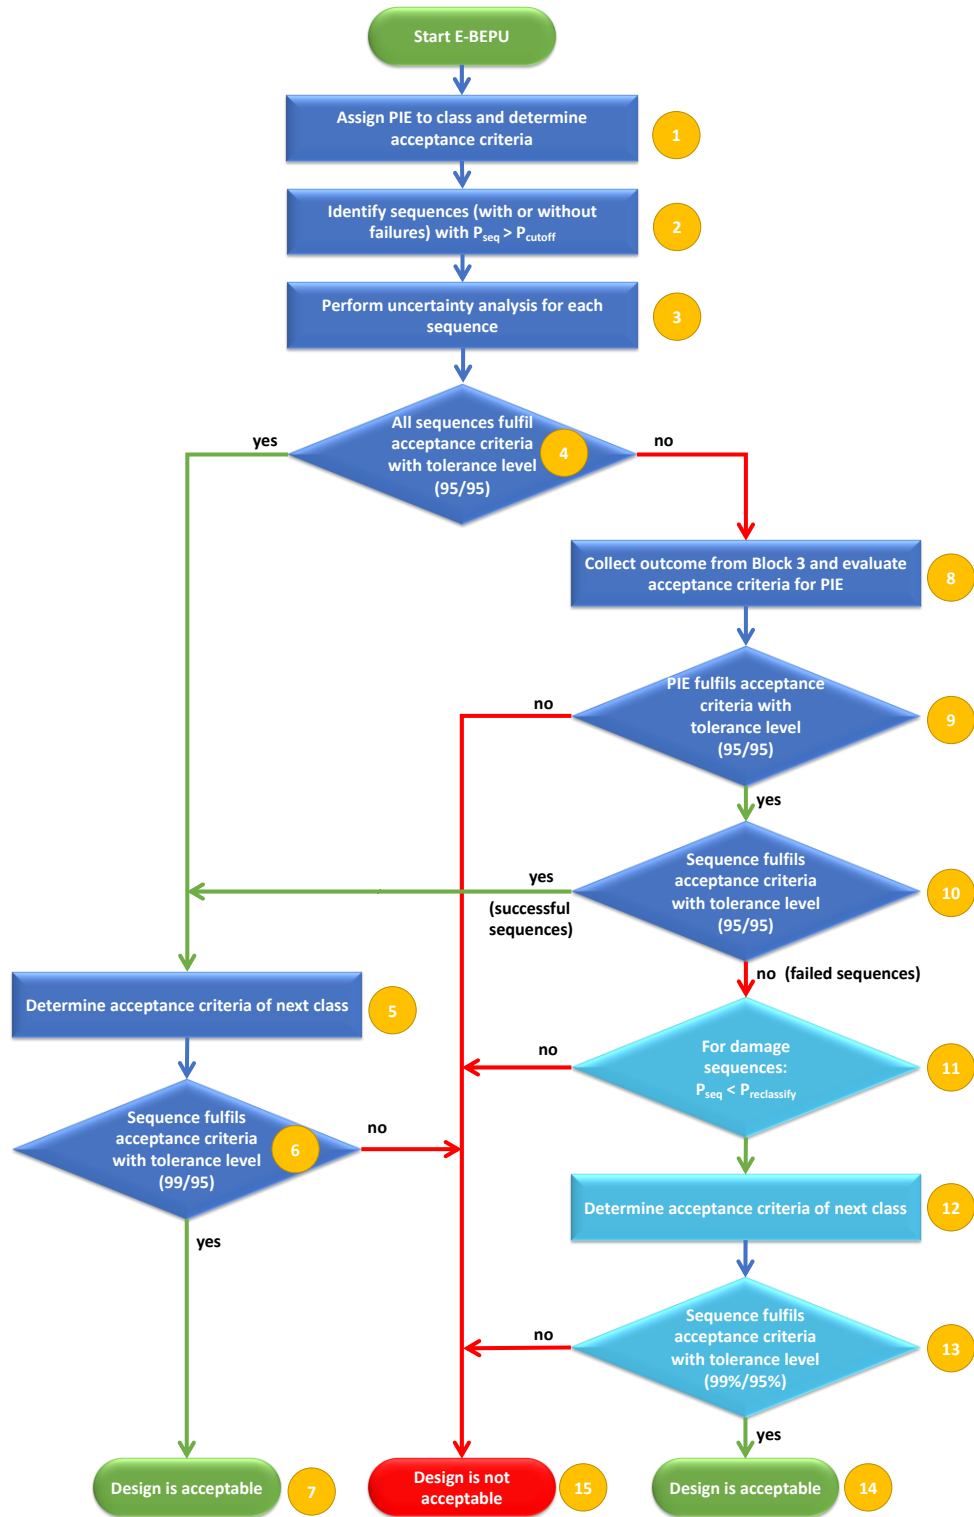 Start E-BEPU
Assign PIE to class and determine
acceptance criteria
1
Identify sequences (with or without
failures) with Pseq > Pcutoff
2
Perform uncertainty analysis for each
sequence
3
All sequences fulfil
acceptance criteria
with tolerance level
(95/95)
4
yes
no
Collect outcome from Block 3 and evaluate
acceptance criteria for PIE
8
PIE fulfils acceptance
criteria with
tolerance level
(95/95)
9
no
yes
Sequence fulfils
acceptance criteria
with tolerance level
(95/95)
10
yes
(successful
sequences)
no (failed sequences)
Determine acceptance criteria of next class
5
For damage
sequences:
Pseq < Preclassify
11
no
Sequence fulfils
acceptance criteria
with tolerance level
(99/95)
6
no
yes
Determine acceptance criteria of next class
12
Sequence fulfils
acceptance criteria
with tolerance level
(99%/95%)
13
no
yes
Design is acceptable
7
Design is not
acceptable
15
Design is acceptable
14